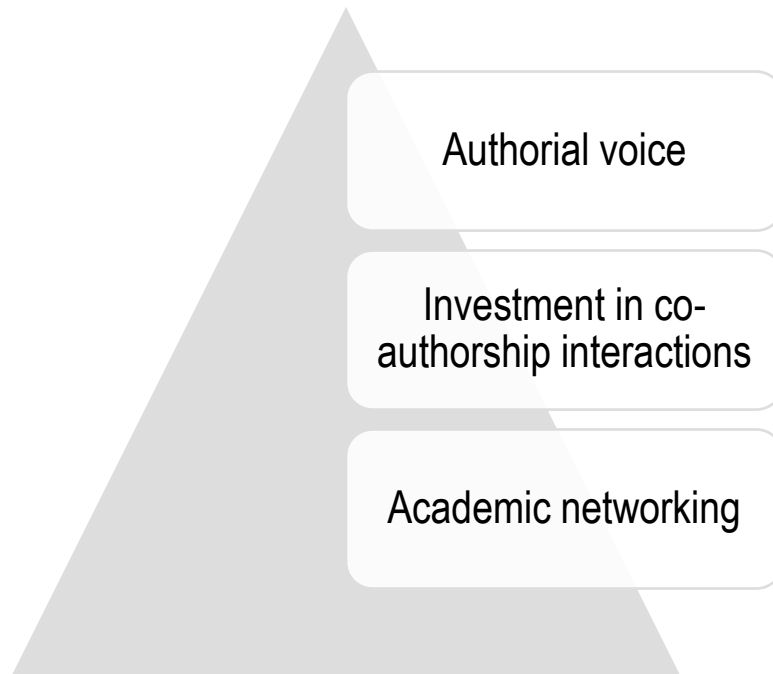 Authorial voice
Investment in co-
authorship interactions
Academic networking